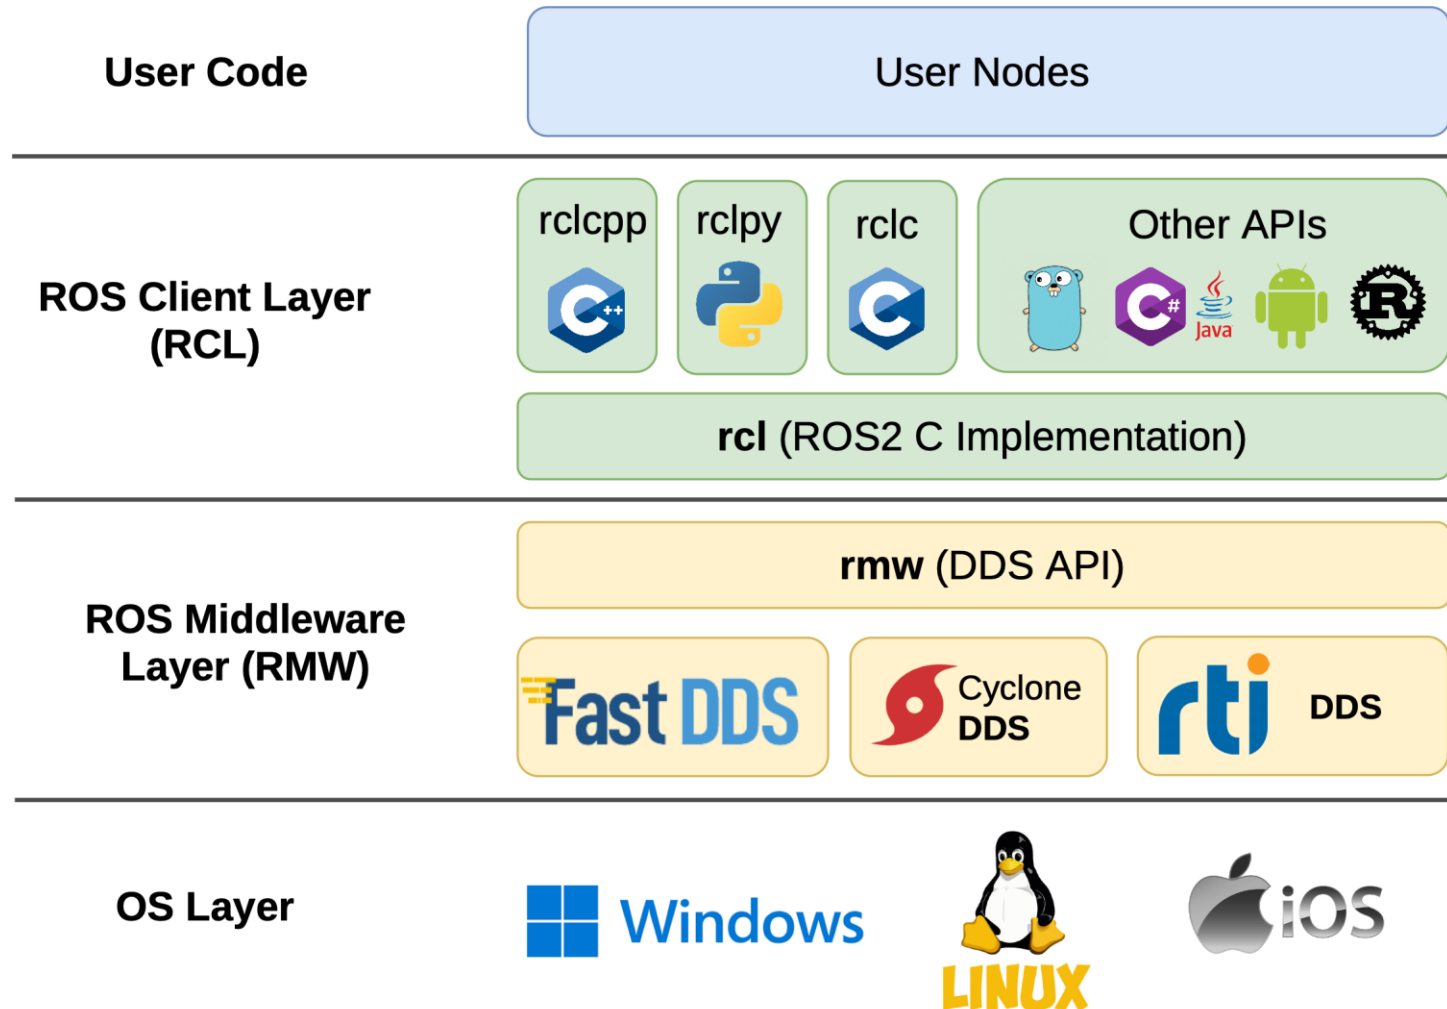 User Code
User Nodes
ROS Client Layer
(RCL)
rclcpp
rclpy
rclc
Other APIs
C++
C
C#
Java
R
rcl (ROS2 C Implementation)
ROS Middleware
Layer (RMW)
rmw (DDS API)
Fast DDS
Cyclone
DDS
rti
DDS
OS Layer
Windows
LINUX
iOS